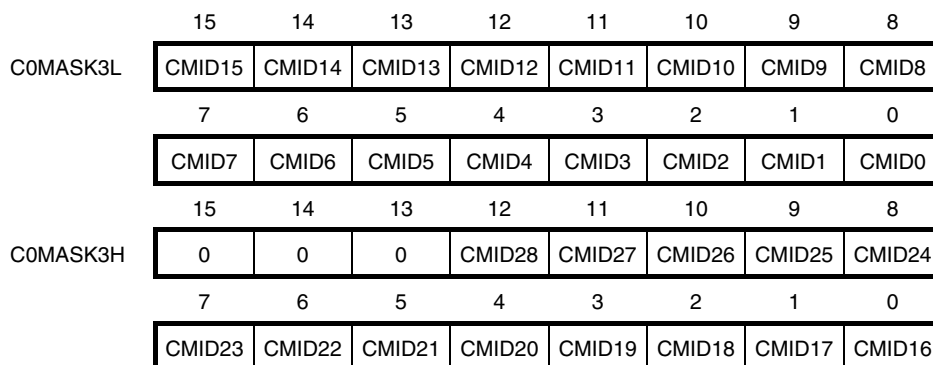 15 14 13 12 11 10 9 8
C0MASK3L CMID15 CMID14 CMID13 CMID12 CMID11 CMID10 CMID9 CMID8
7 6 5 4 3 2 1 0
CMID7 CMID6 CMID5 CMID4 CMID3 CMID2 CMID1 CMID0
15 14 13 12 11 10 9 8
C0MASK3H 0 0 0 CMID28 CMID27 CMID26 CMID25 CMID24
7 6 5 4 3 2 1 0
CMID23 CMID22 CMID21 CMID20 CMID19 CMID18 CMID17 CMID16